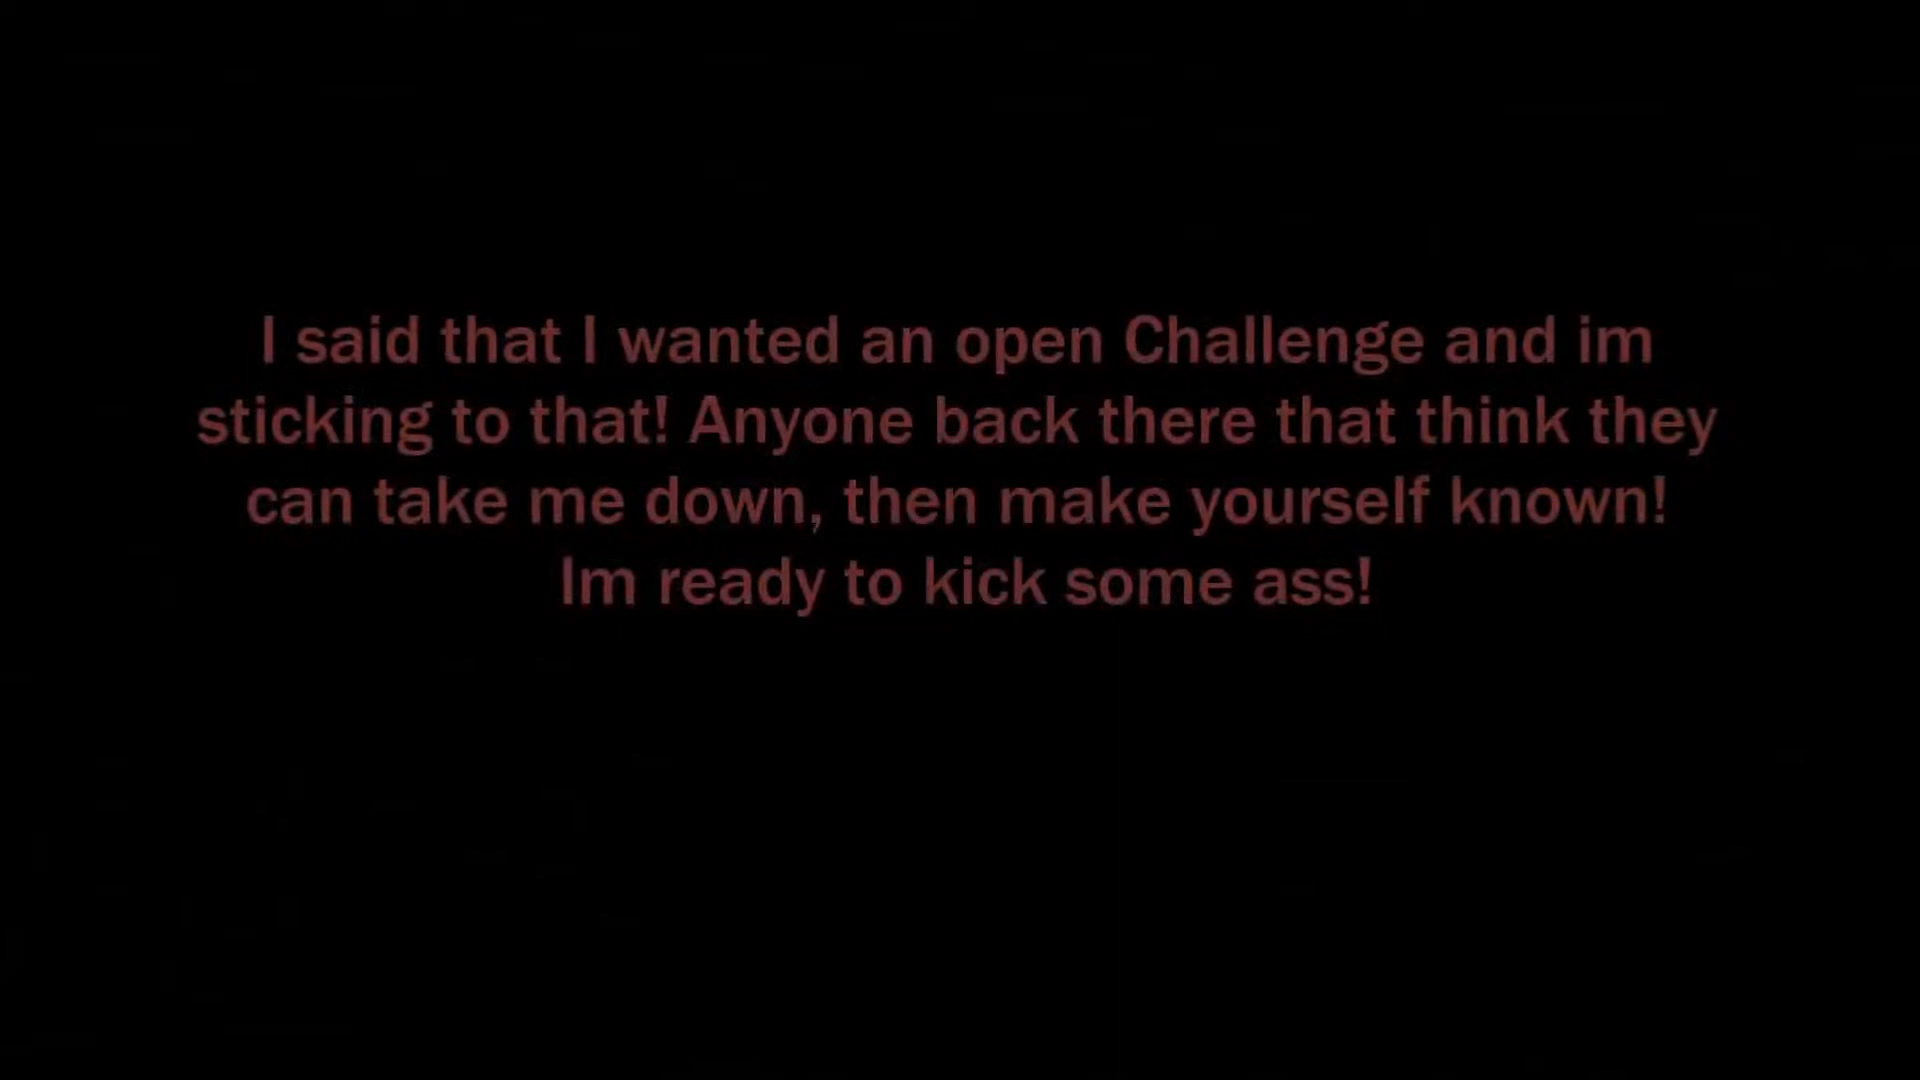 I said that I wanted an open Challenge and im
sticking to that! Anyone back there that think they
can take me down, then make yourself known!
Im ready to kick some ass!